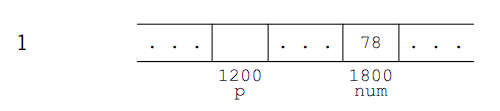 1 . . . . . . 78 . . .
1200 1800
p num